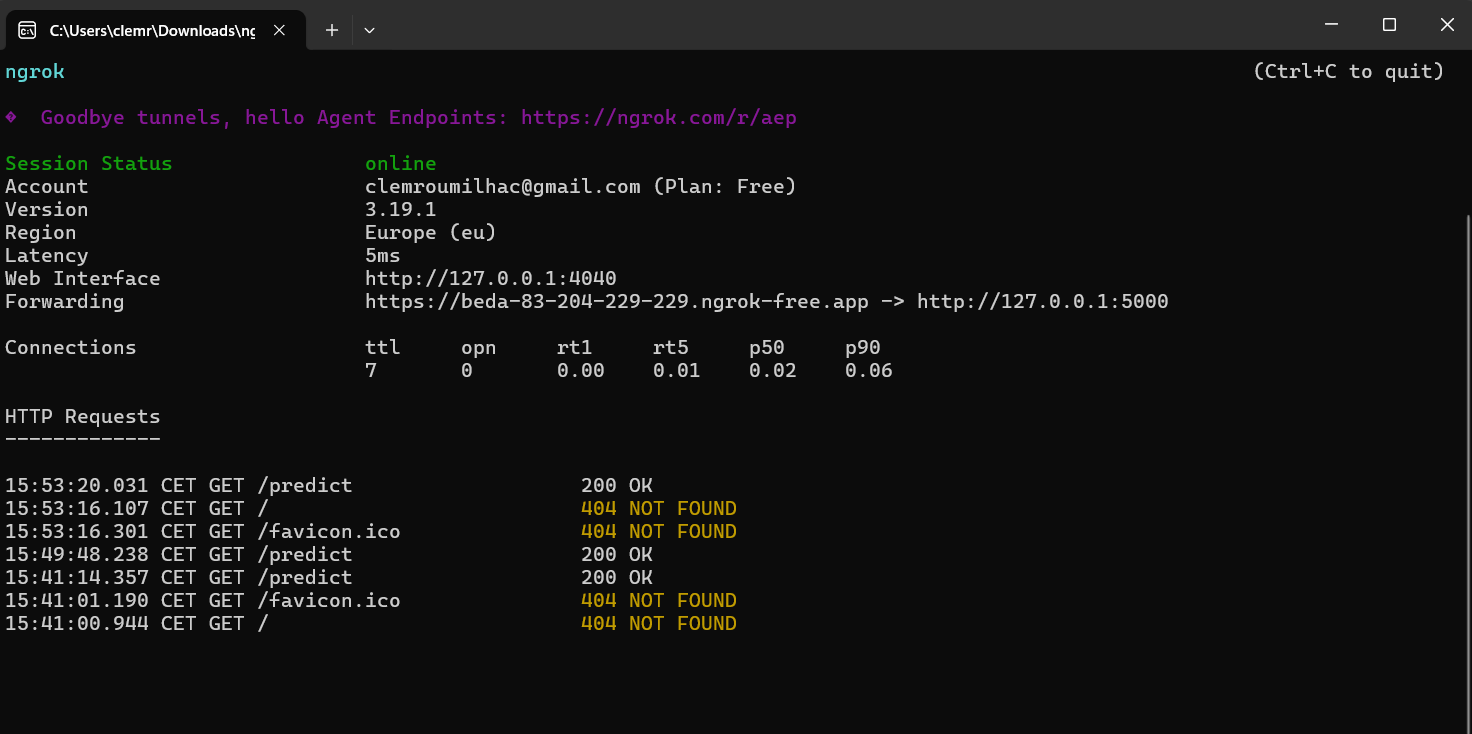 C:\Users\clemr\Downloads\ng
ngrok (Ctrl+C to quit)
� Goodbye tunnels, hello Agent Endpoints: https://ngrok.com/r/aep
Session Status online
Account clemroumilhac@gmail.com (Plan: Free)
Version 3.19.1
Region Europe (eu)
Latency 5ms
Web Interface http://127.0.0.1:4040
Forwarding https://beda-83-204-229-229.ngrok-free.app -> http://127.0.0.1:5000
Connections ttl opn rt1 rt5 p50 p90
7 0 0.00 0.01 0.02 0.06
HTTP Requests
-------------
15:53:20.031 CET GET /predict 200 OK
15:53:16.107 CET GET / 404 NOT FOUND
15:53:16.301 CET GET /favicon.ico 404 NOT FOUND
15:49:48.238 CET GET /predict 200 OK
15:41:14.357 CET GET /predict 200 OK
15:41:01.190 CET GET /favicon.ico 404 NOT FOUND
15:41:00.944 CET GET / 404 NOT FOUND